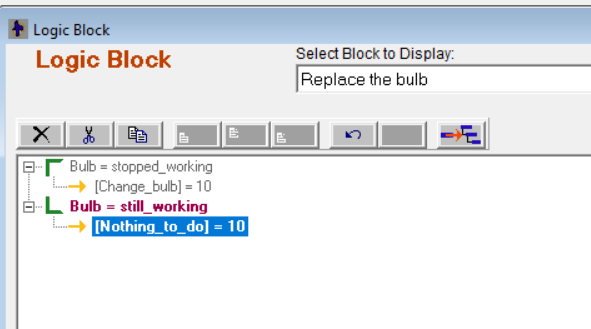 Logic Block
Logic Block
Select Block to Display:
Replace the bulb
Bulb = stopped_working
[Change_bulb] = 10
Bulb = still_working
[Nothing_to_do] = 10